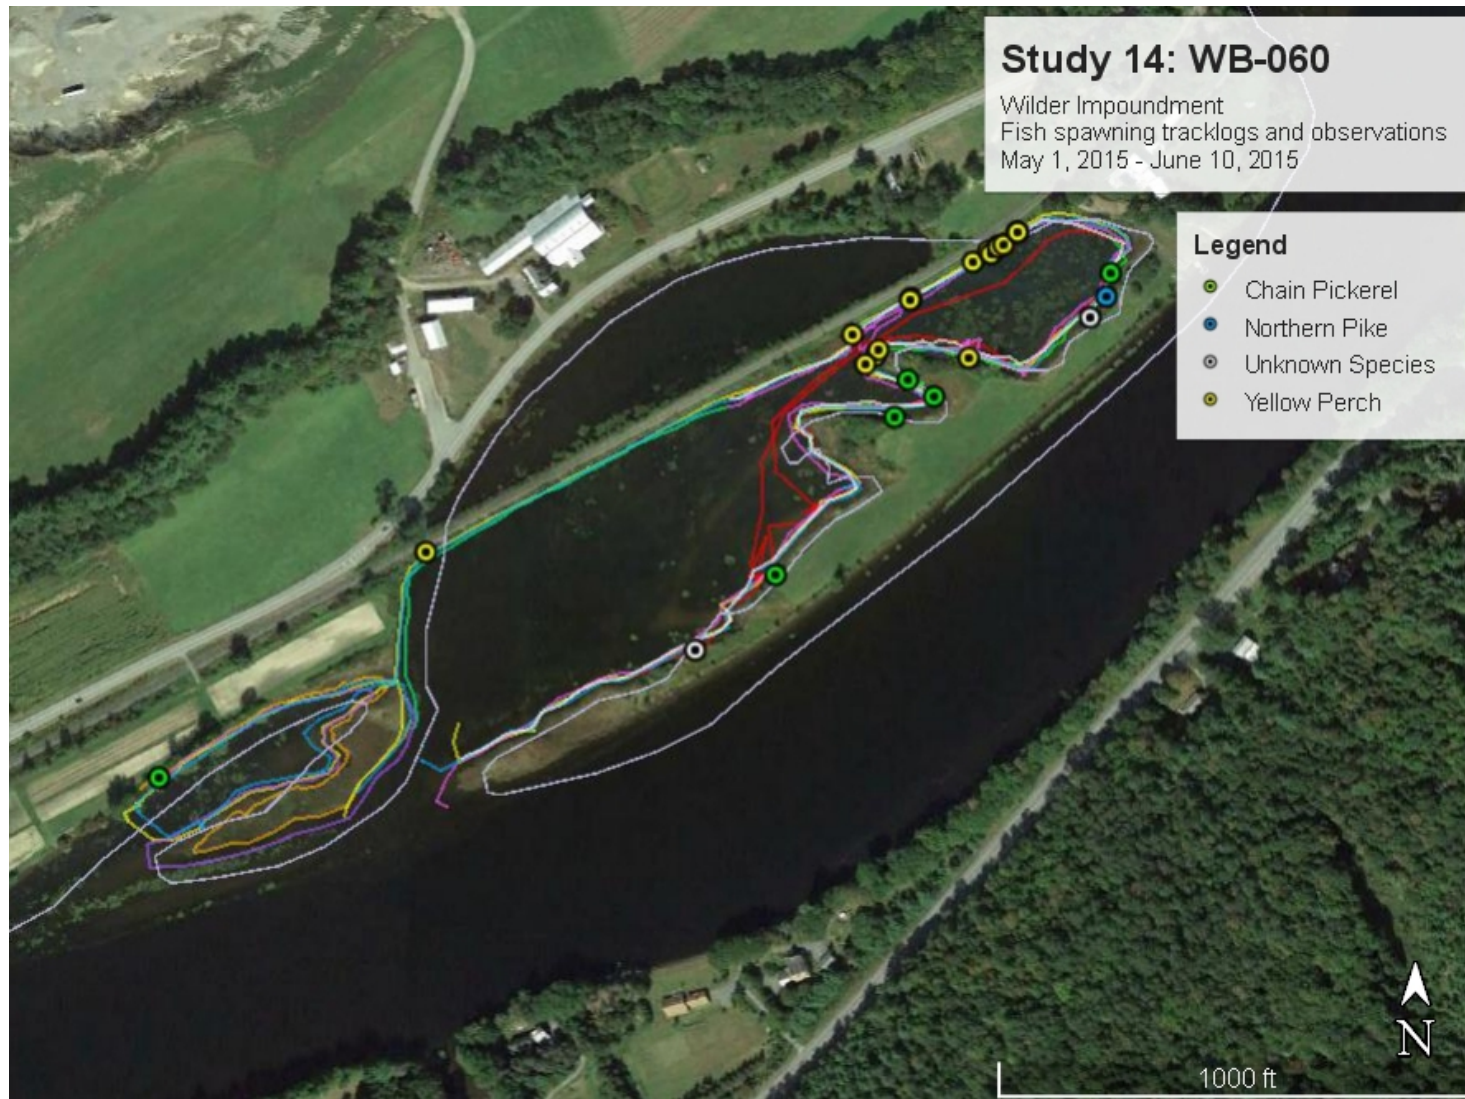 Study 14: WB-060
Wilder Impoundment
Fish spawning tracklogs and observations
May 1, 2015 - June 10, 2015
Legend
Chain Pickerel
Northern Pike
Unknown Species
Yellow Perch
N
1000 ft